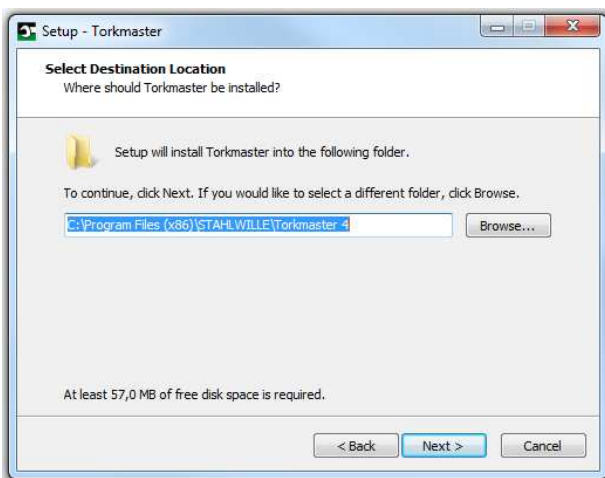 Setup - Torkmaster
Select Destination Location
Where should Torkmaster be installed?
Setup will install Torkmaster into the following folder.
To continue, click Next. If you would like to select a different folder, click Browse.
C:\Program Files (x86)\STAHLWILLE\Torkmaster 4
Browse...
At least 57,0 MB of free disk space is required.
< Back
Next >
Cancel